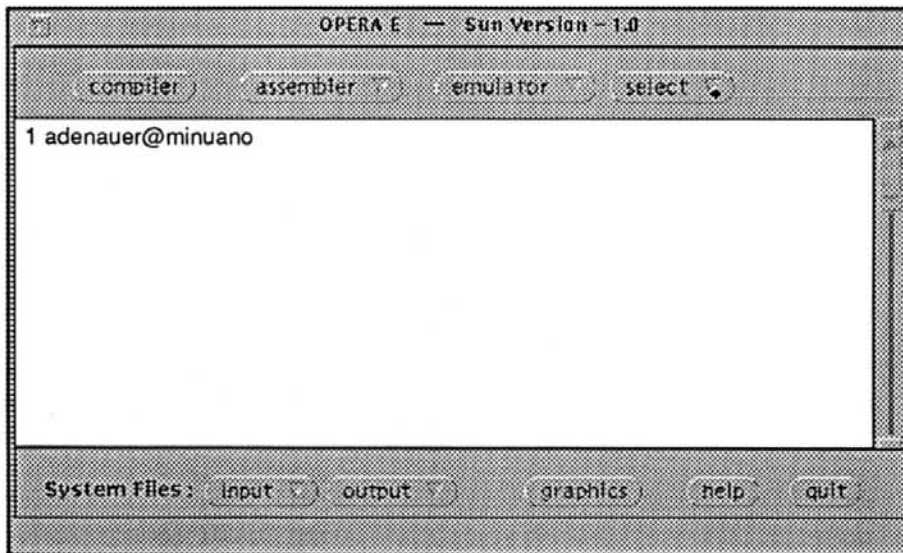 OPERA E — Sun Version - 1.0
compiler assembler emulator select
1 adenauer@minuano
System Files: input output graphics help quit